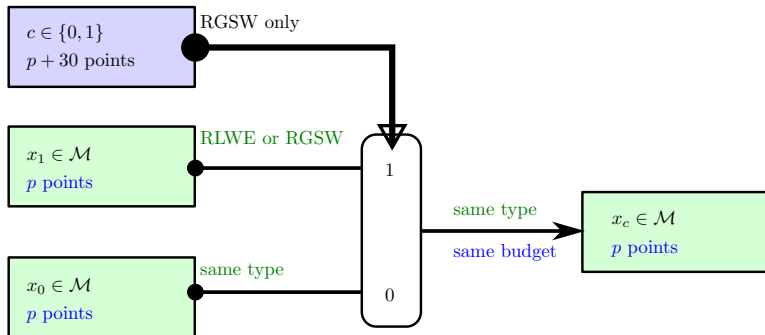 c ∈ {0, 1}
p + 30 points
RGSW only
x₁ ∈ ℳ
p points
RLWE or RGSW
1
same type
same budget
x_c ∈ ℳ
p points
x₀ ∈ ℳ
p points
same type
0